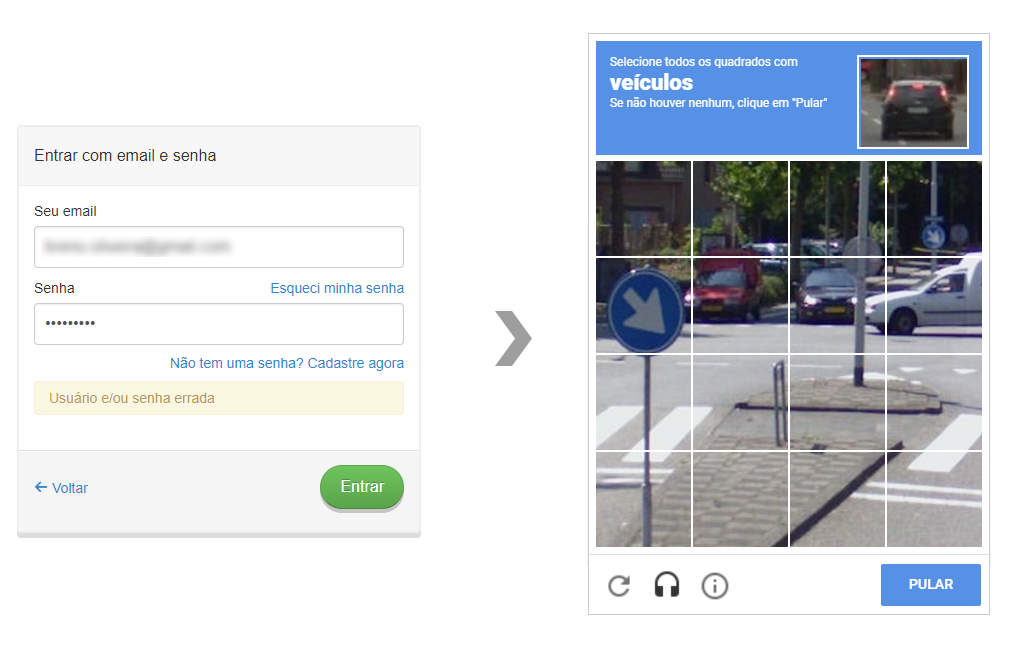 Entrar com email e senha
Seu email
Senha
Esqueci minha senha
•••••••••
Não tem uma senha? Cadastre agora
Usuário e/ou senha errada
Voltar
Entrar
Selecione todos os quadrados com
veículos
Se não houver nenhum, clique em "Pular"
PULAR